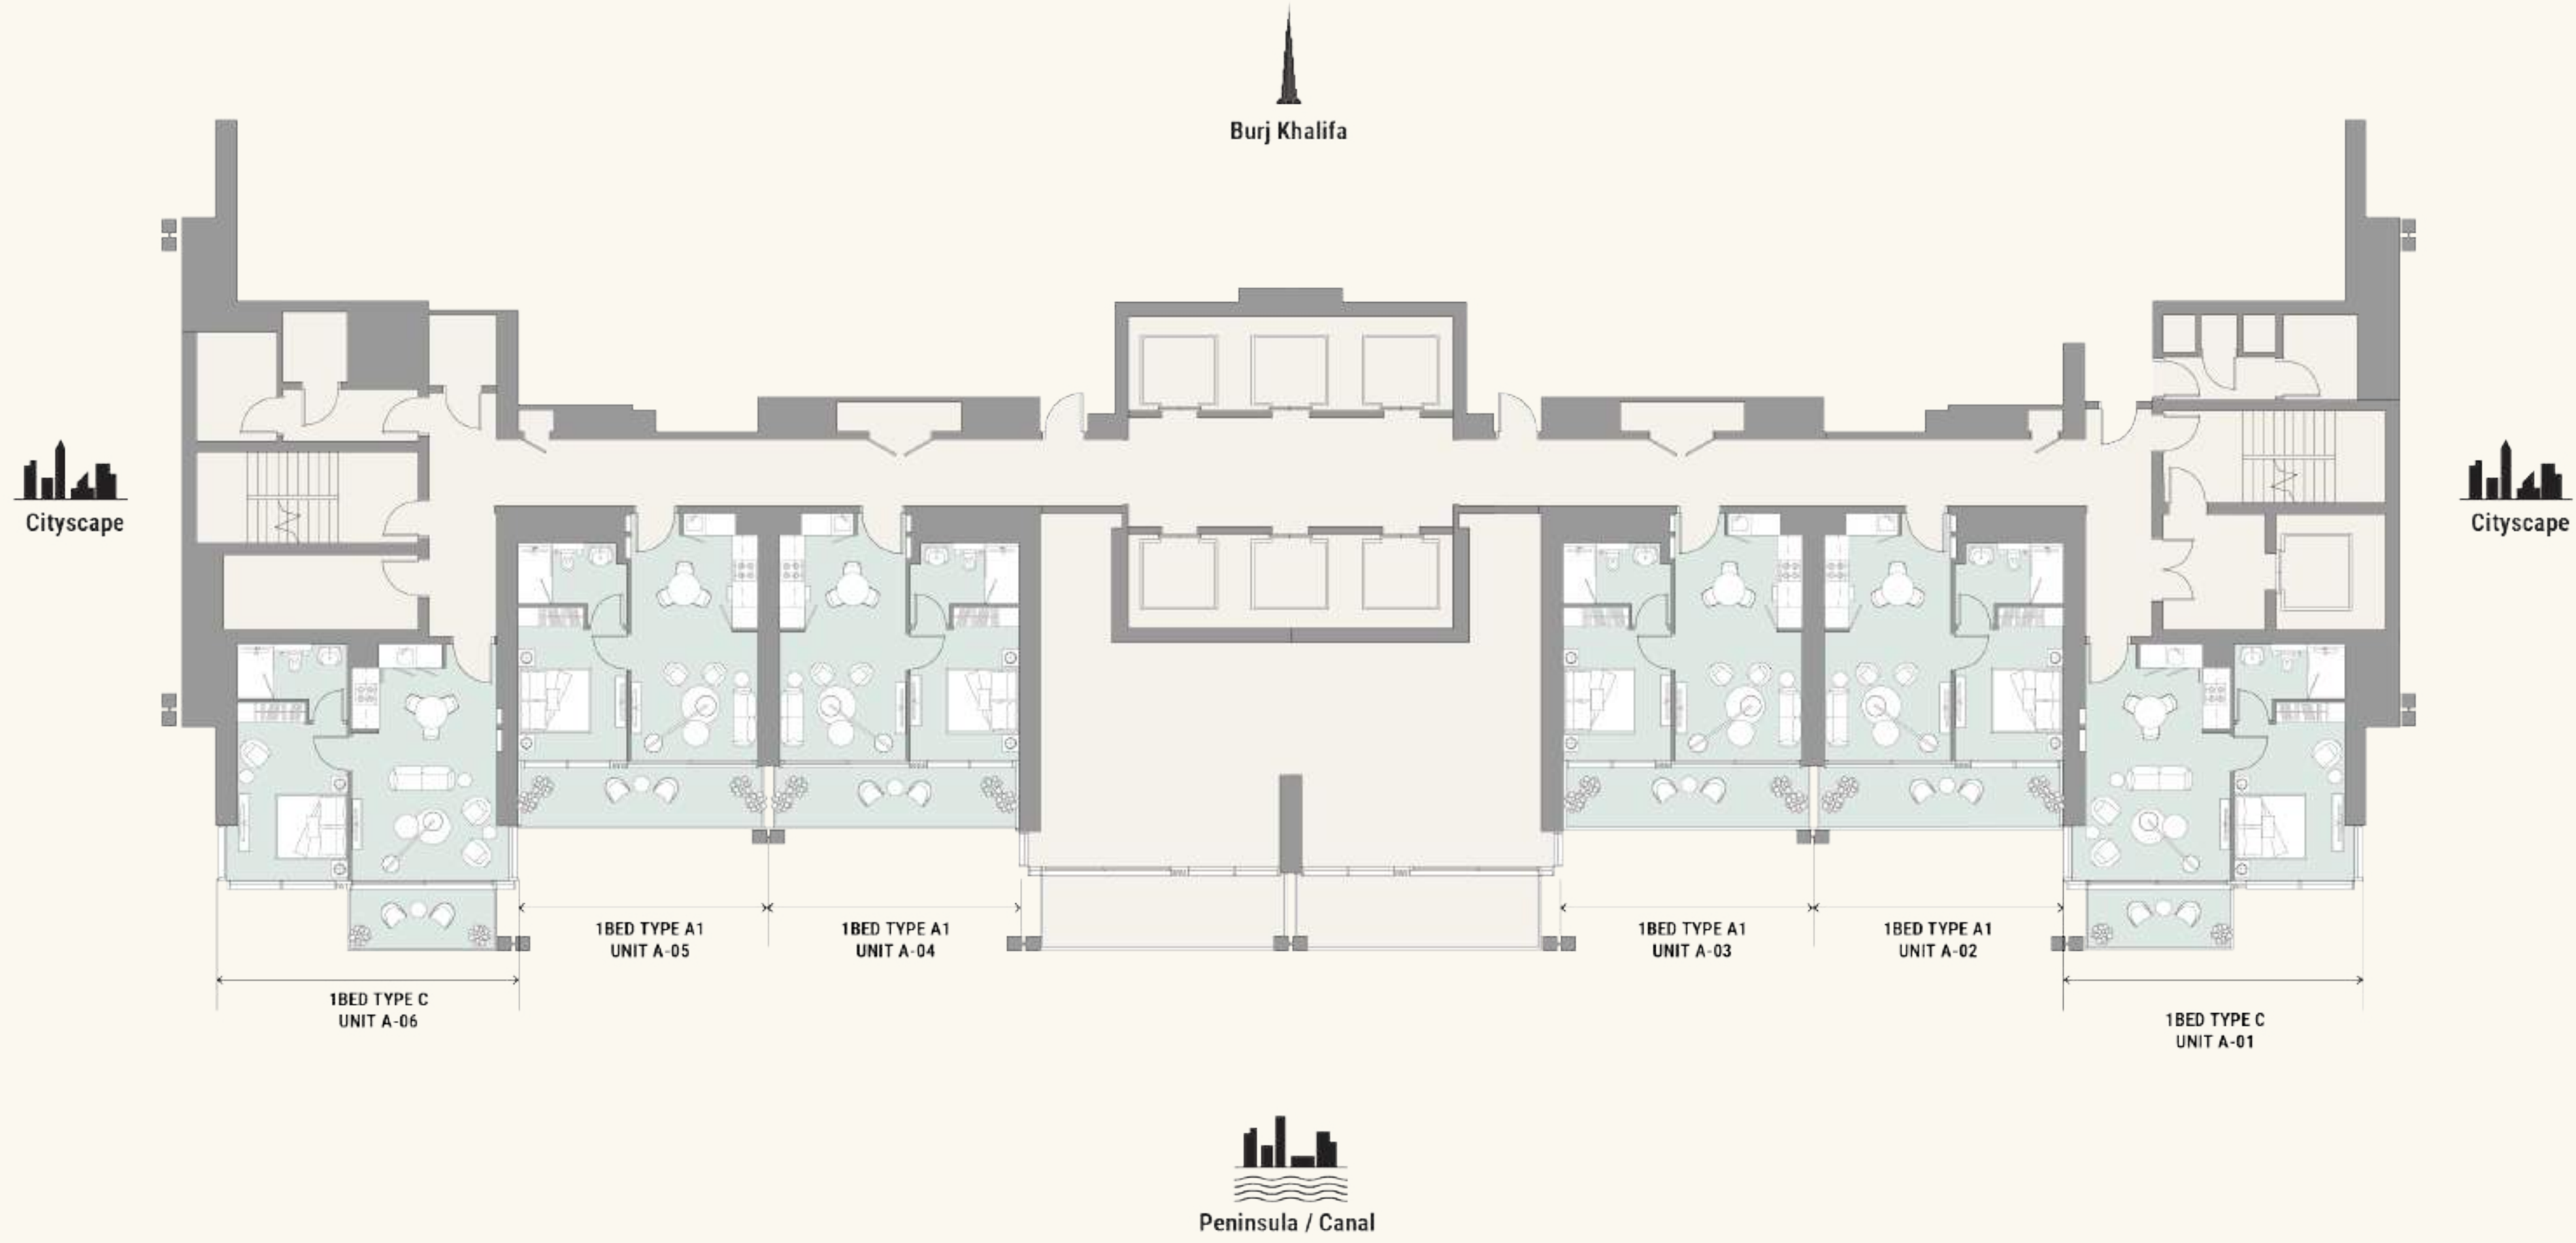 Burj Khalifa
Cityscape
Cityscape
1BED TYPE A1
UNIT A-05
1BED TYPE A1
UNIT A-04
1BED TYPE A1
UNIT A-03
1BED TYPE A1
UNIT A-02
1BED TYPE C
UNIT A-06
1BED TYPE C
UNIT A-01
Peninsula / Canal